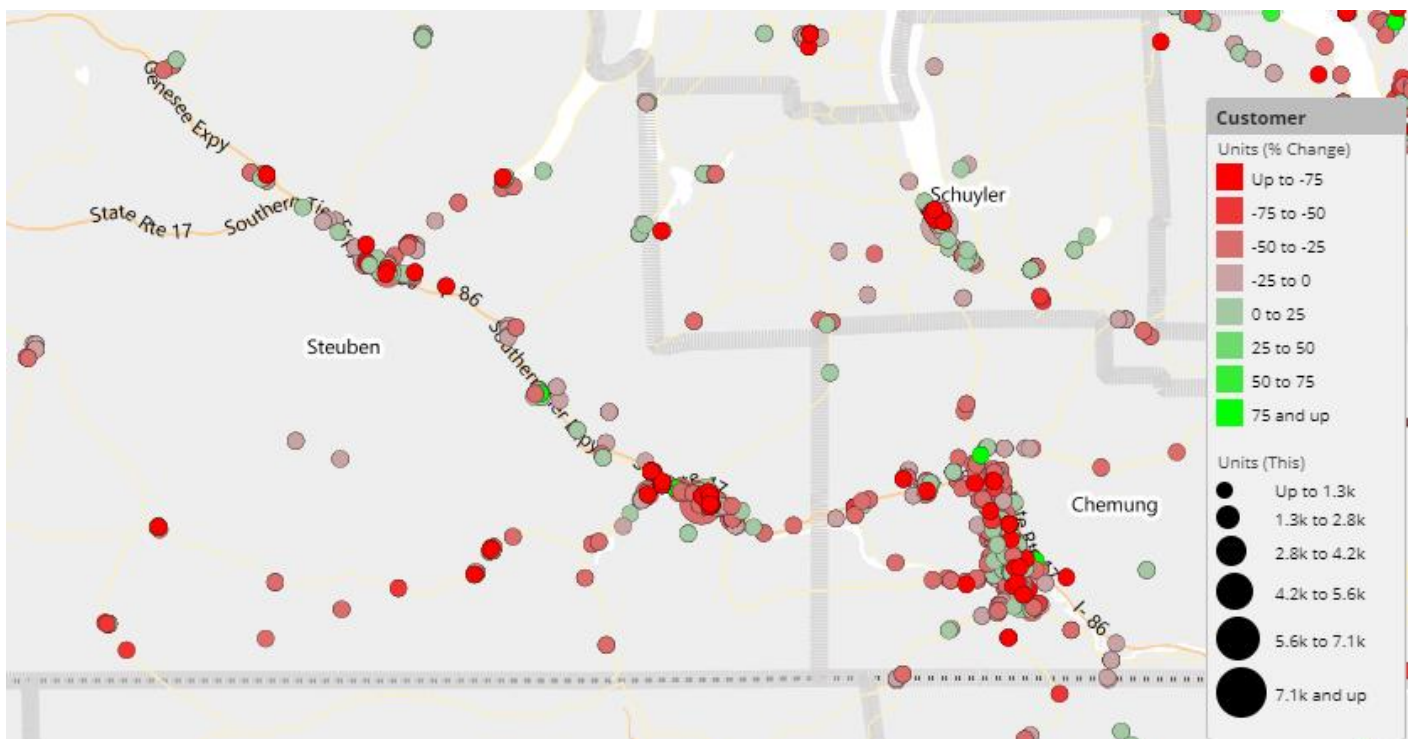 Genesee Expy
State Rte 17
Southern Tier
I- 86
Schuyler
Steuben
Southern Tier Expy
17
Chemung
17
I- 86
Customer
Units (% Change)
Up to -75
-75 to -50
-50 to -25
-25 to 0
0 to 25
25 to 50
50 to 75
75 and up
Units (This)
Up to 1.3k
1.3k to 2.8k
2.8k to 4.2k
4.2k to 5.6k
5.6k to 7.1k
7.1k and up